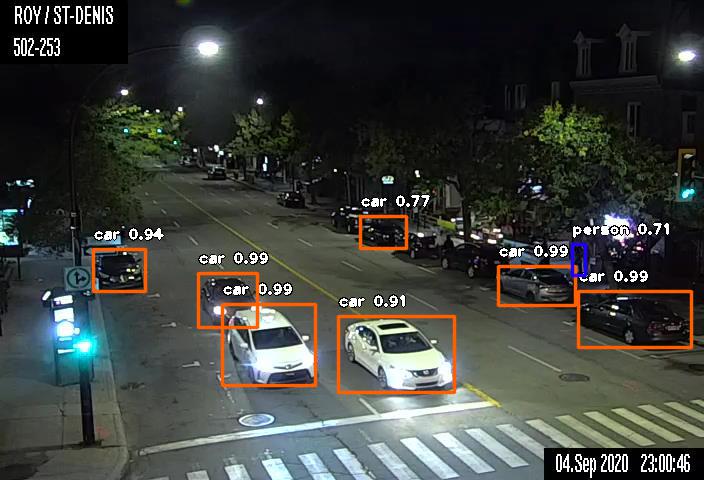 ROY / ST-DENIS
502-253
car 0.77
person 0.71
car 0.94
car 0.99
car 0.99
car 0.99
car 0.99
car 0.91
04.Sep 2020 23:00:46